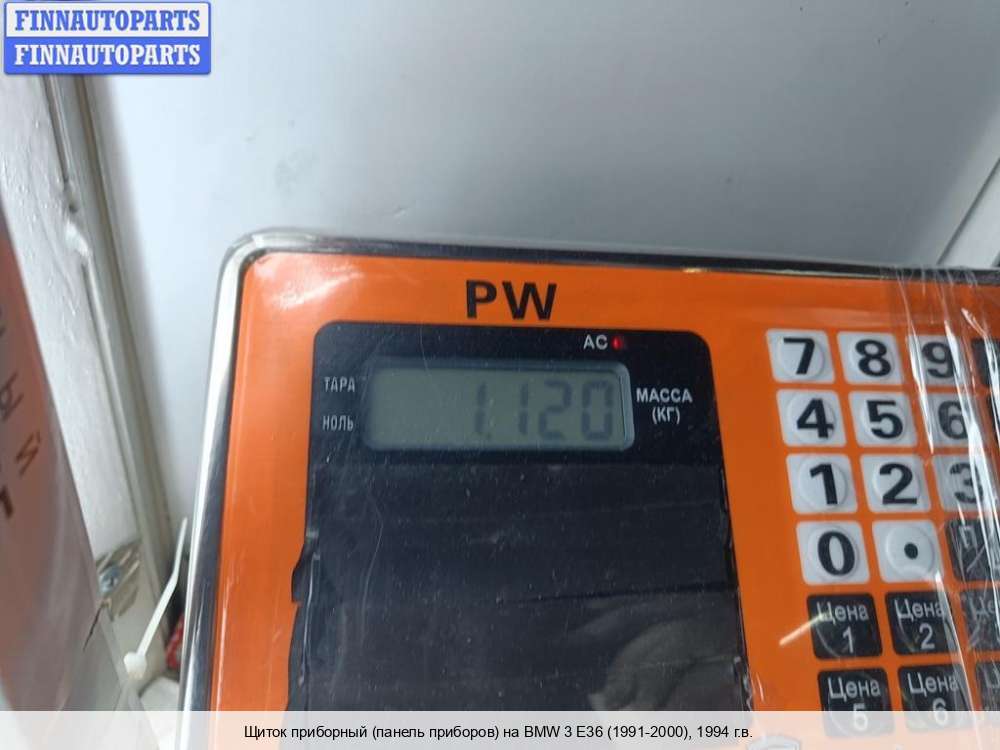 FINNAUTOPARTS
FINNAUTOPARTS
PW
AC
ТАРА
НОЛЬ
1.120
МАССА
(КГ)
7 8 9
4 5 6
1 2 3
0 .
Цена Цена
1 2
Цена Цена
5 6
Щиток приборный (панель приборов) на BMW 3 E36 (1991-2000), 1994 г.в.